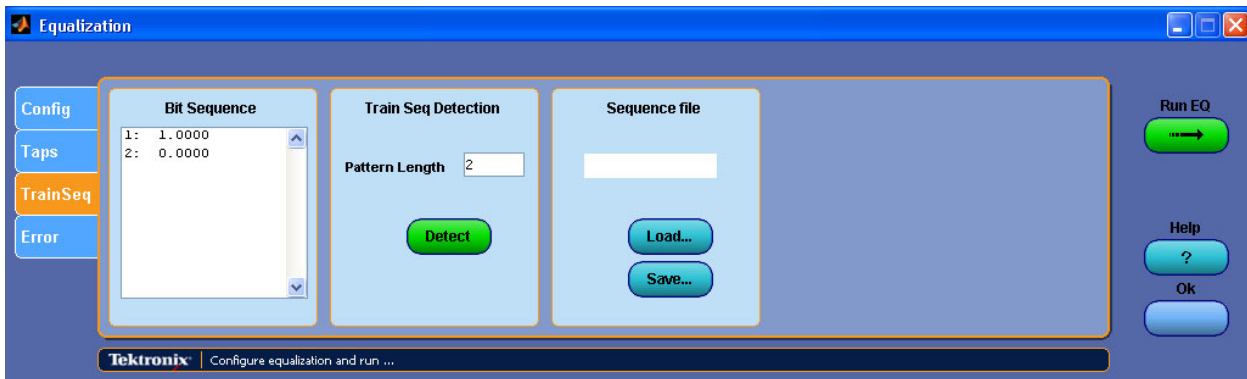 Equalization
Config
Taps
TrainSeq
Error
Bit Sequence
1: 1.0000
2: 0.0000
Train Seq Detection
Pattern Length 2
Detect
Sequence file
Load...
Save...
Run EQ
Help
?
Ok
Tektronix | Configure equalization and run ...